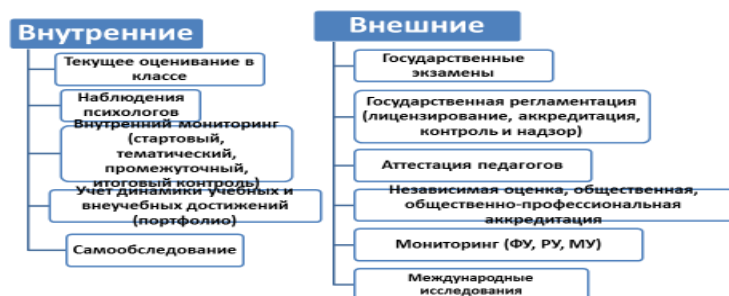 Внутренние
Текущее оценивание в
классе
Наблюдения
психологов
Внутренний мониторинг
(стартовый,
тематический,
промежуточный,
итоговый контроль)
Учет динамики учебных и
внеучебных достижений
(портфолио)
Самообследование
Внешние
Государственные
экзамены
Государственная регламентация
(лицензирование, аккредитация,
контроль и надзор)
Аттестация педагогов
Независимая оценка, общественная,
общественно-профессиональная
аккредитация
Мониторинг (ФУ, РУ, МУ)
Международные
исследования